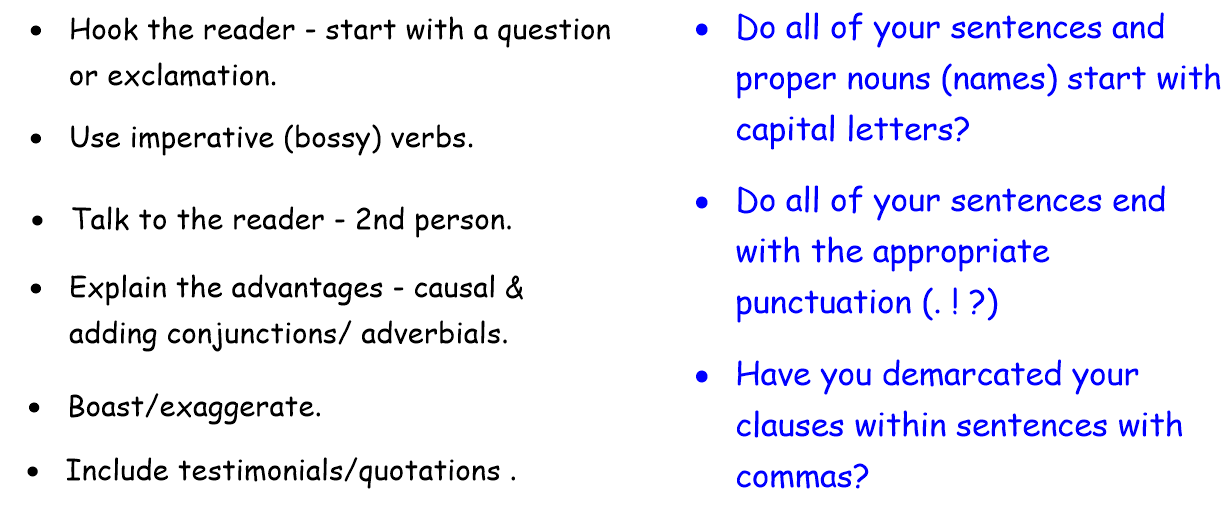 • Hook the reader - start with a question
or exclamation.
• Use imperative (bossy) verbs.
• Talk to the reader - 2nd person.
• Explain the advantages - causal &
adding conjunctions/ adverbials.
• Boast/exaggerate.
• Include testimonials/quotations .
• Do all of your sentences and
proper nouns (names) start with
capital letters?
• Do all of your sentences end
with the appropriate
punctuation (. ! ?)
• Have you demarcated your
clauses within sentences with
commas?